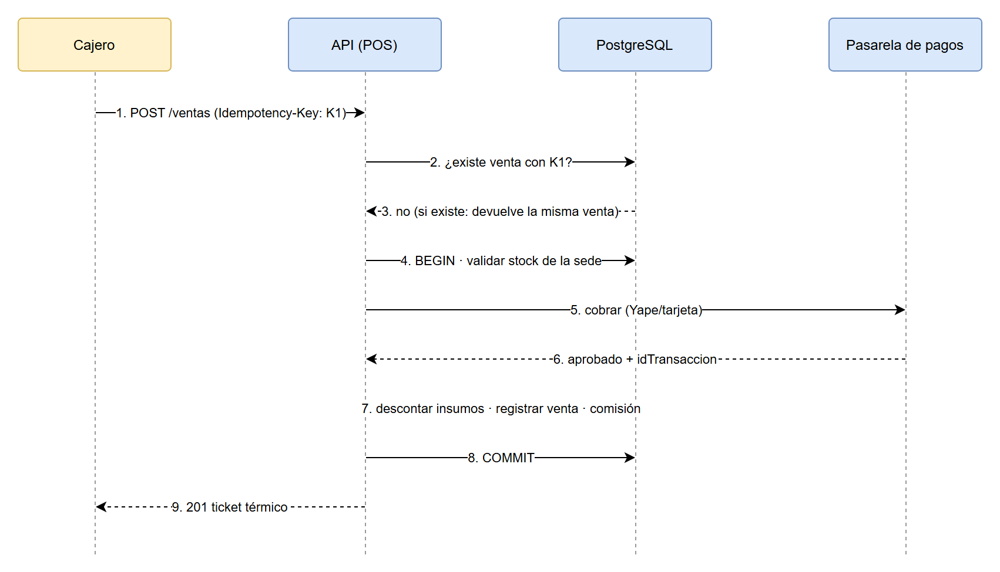 Cajero
API (POS)
PostgreSQL
Pasarela de pagos
1. POST /ventas (Idempotency-Key: K1)
2. ¿existe venta con K1?
3. no (si existe: devuelve la misma venta)
4. BEGIN · validar stock de la sede
5. cobrar (Yape/tarjeta)
6. aprobado + idTransaccion
7. descontar insumos · registrar venta · comisión
8. COMMIT
9. 201 ticket térmico